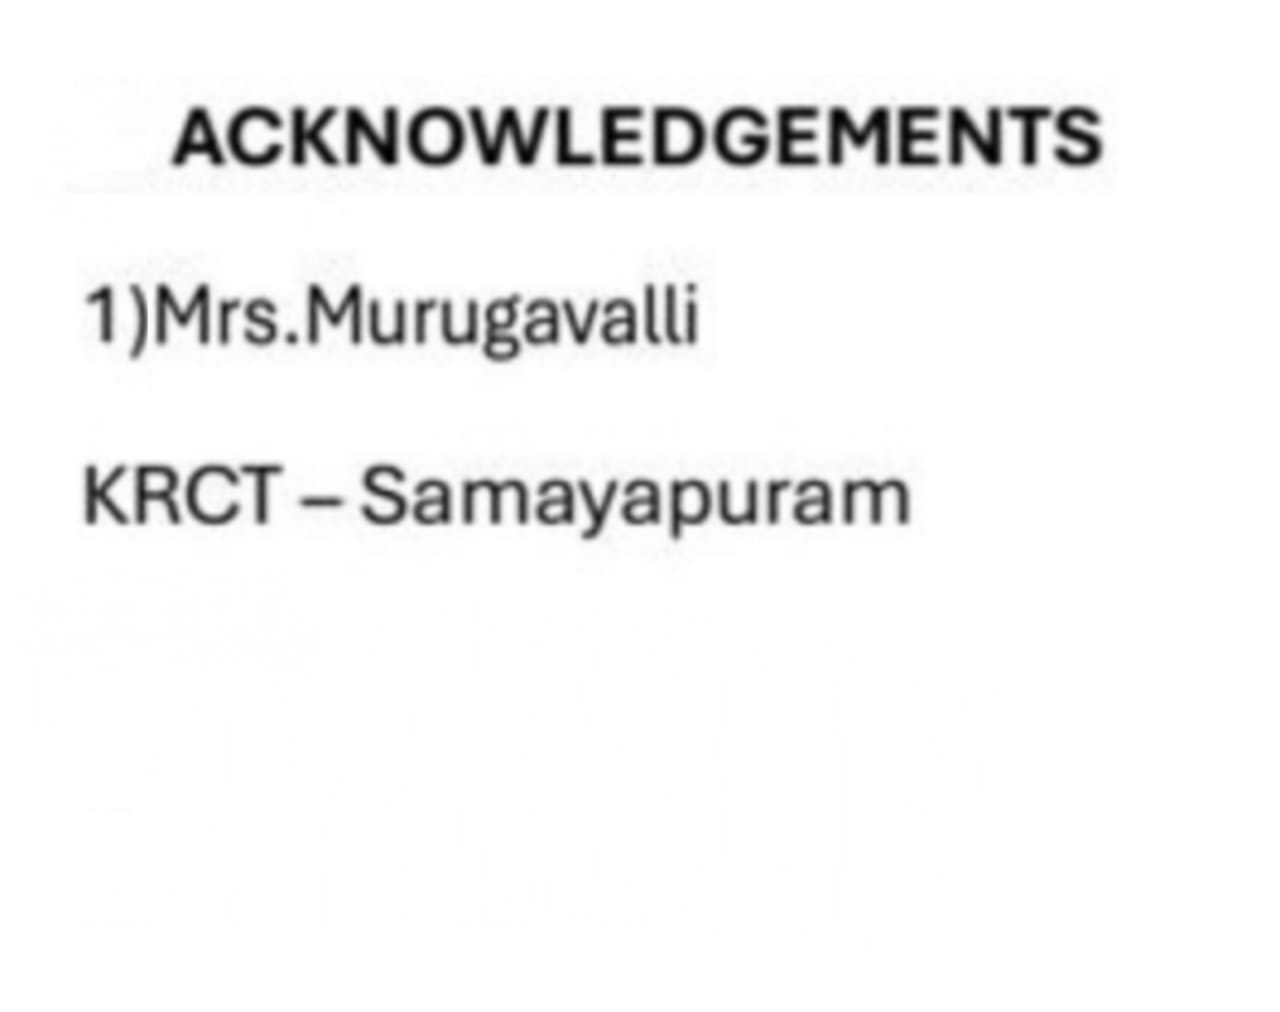 ACKNOWLEDGEMENTS
1)Mrs.Murugavalli
KRCT – Samayapuram